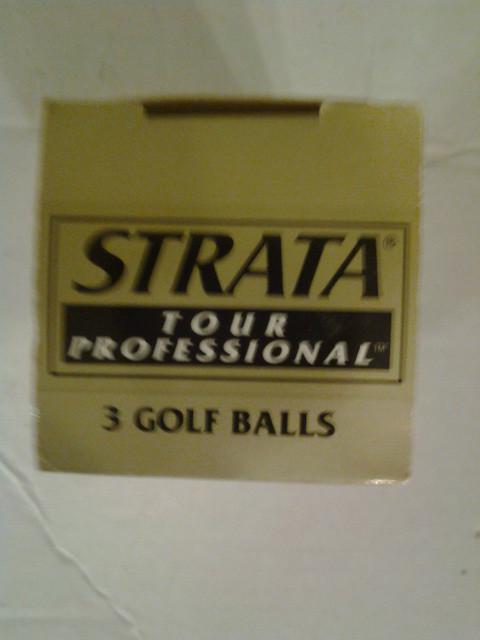 STRATA®
TOUR
PROFESSIONAL™
3 GOLF BALLS